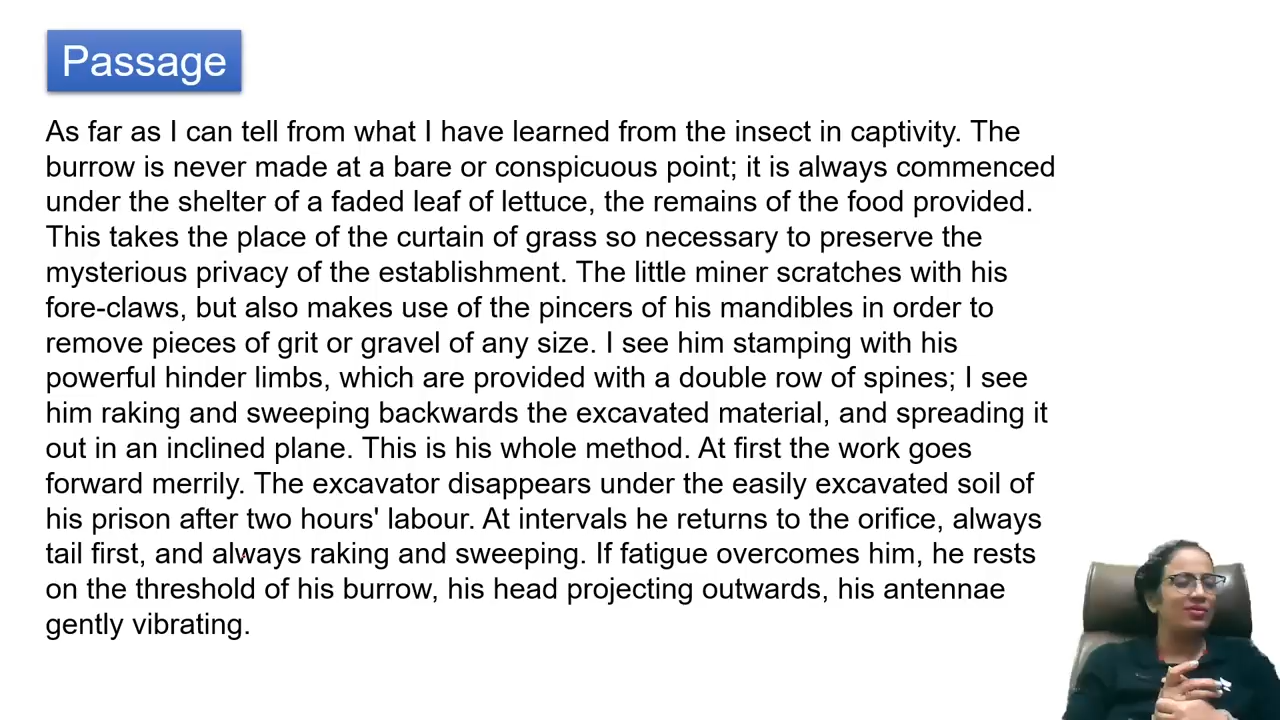 Passage
As far as I can tell from what I have learned from the insect in captivity. The
burrow is never made at a bare or conspicuous point; it is always commenced
under the shelter of a faded leaf of lettuce, the remains of the food provided.
This takes the place of the curtain of grass so necessary to preserve the
mysterious privacy of the establishment. The little miner scratches with his
fore-claws, but also makes use of the pincers of his mandibles in order to
remove pieces of grit or gravel of any size. I see him stamping with his
powerful hinder limbs, which are provided with a double row of spines; I see
him raking and sweeping backwards the excavated material, and spreading it
out in an inclined plane. This is his whole method. At first the work goes
forward merrily. The excavator disappears under the easily excavated soil of
his prison after two hours' labour. At intervals he returns to the orifice, always
tail first, and always raking and sweeping. If fatigue overcomes him, he rests
on the threshold of his burrow, his head projecting outwards, his antennae
gently vibrating.